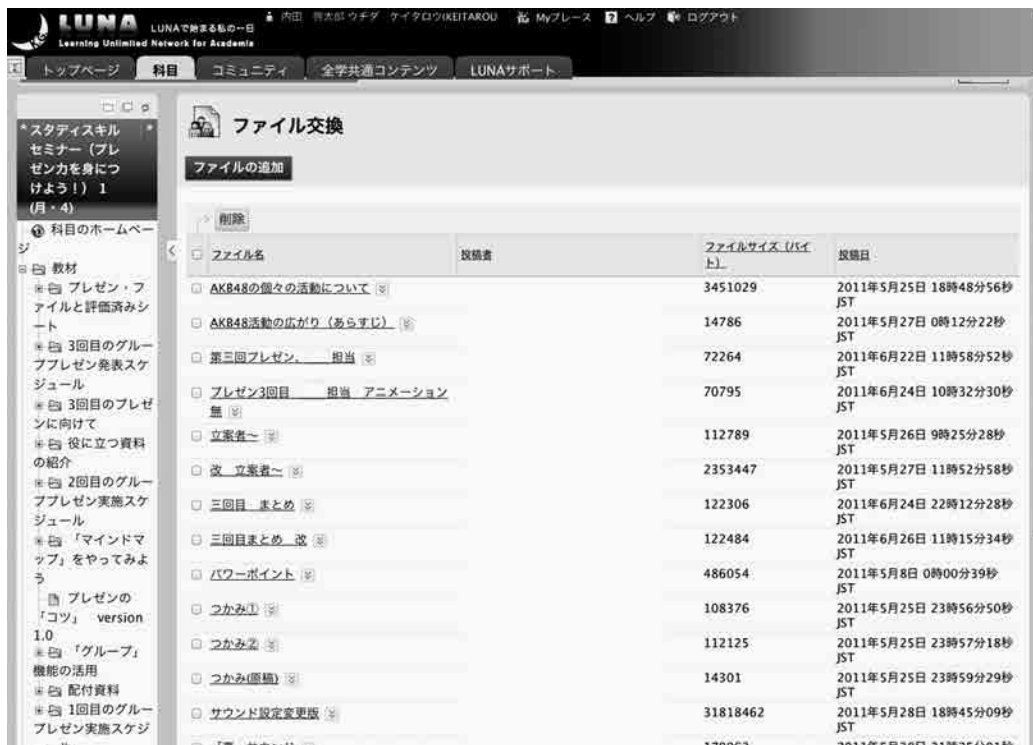 LUNA LUNAで始まる私の一日
Learning Unlimited Network for Academia
内田 啓太郎 ウチダ ケイタロウ(KEITAROU Myプレース ? ヘルプ ログアウト
トップページ 科目 コミュニティ 全学共通コンテンツ LUNAサポート
*スタディスキル *
セミナー（プレ
ゼン力を身につ
けよう！） 1
(月・4)
科目のホームペー
ジ
教材
プレゼン・フ
ァイルと評価済みシ
ート
3回目のグルー
ププレゼン発表スケ
ジュール
3回目のプレゼ
ンに向けて
役に立つ資料
の紹介
2回目のグルー
ププレゼン実施スケ
ジュール
「マインドマ
ップ」をやってみよ
う
プレゼンの
「コツ」 version
1.0
「グループ」
機能の活用
配付資料
1回目のグルー
プレゼン実施スケジ
ファイル交換
ファイルの追加
削除
ファイル名 投稿者 ファイルサイズ（バイ
ト） 投稿日
AKB48の個々の活動について 3451029 2011年5月25日 18時48分56秒
JST
AKB48活動の広がり（あらすじ） 14786 2011年5月27日 0時12分22秒
JST
第三回プレゼン、 担当 72264 2011年6月22日 11時58分52秒
JST
プレゼン3回目 担当 アニメーション
無 70795 2011年6月24日 10時32分30秒
JST
立案者～ 112789 2011年5月26日 9時25分28秒
JST
改 立案者～ 2353447 2011年5月27日 11時52分58秒
JST
三回目 まとめ 122306 2011年6月24日 22時12分28秒
JST
三回目まとめ 改 122484 2011年6月26日 11時15分34秒
JST
パワーポイント 486054 2011年5月8日 0時00分39秒
JST
つかみ① 108376 2011年5月25日 23時56分50秒
JST
つかみ② 112125 2011年5月25日 23時57分18秒
JST
つかみ(原稿) 14301 2011年5月25日 23時59分29秒
JST
サウンド設定変更版 31818462 2011年5月28日 18時45分09秒
JST